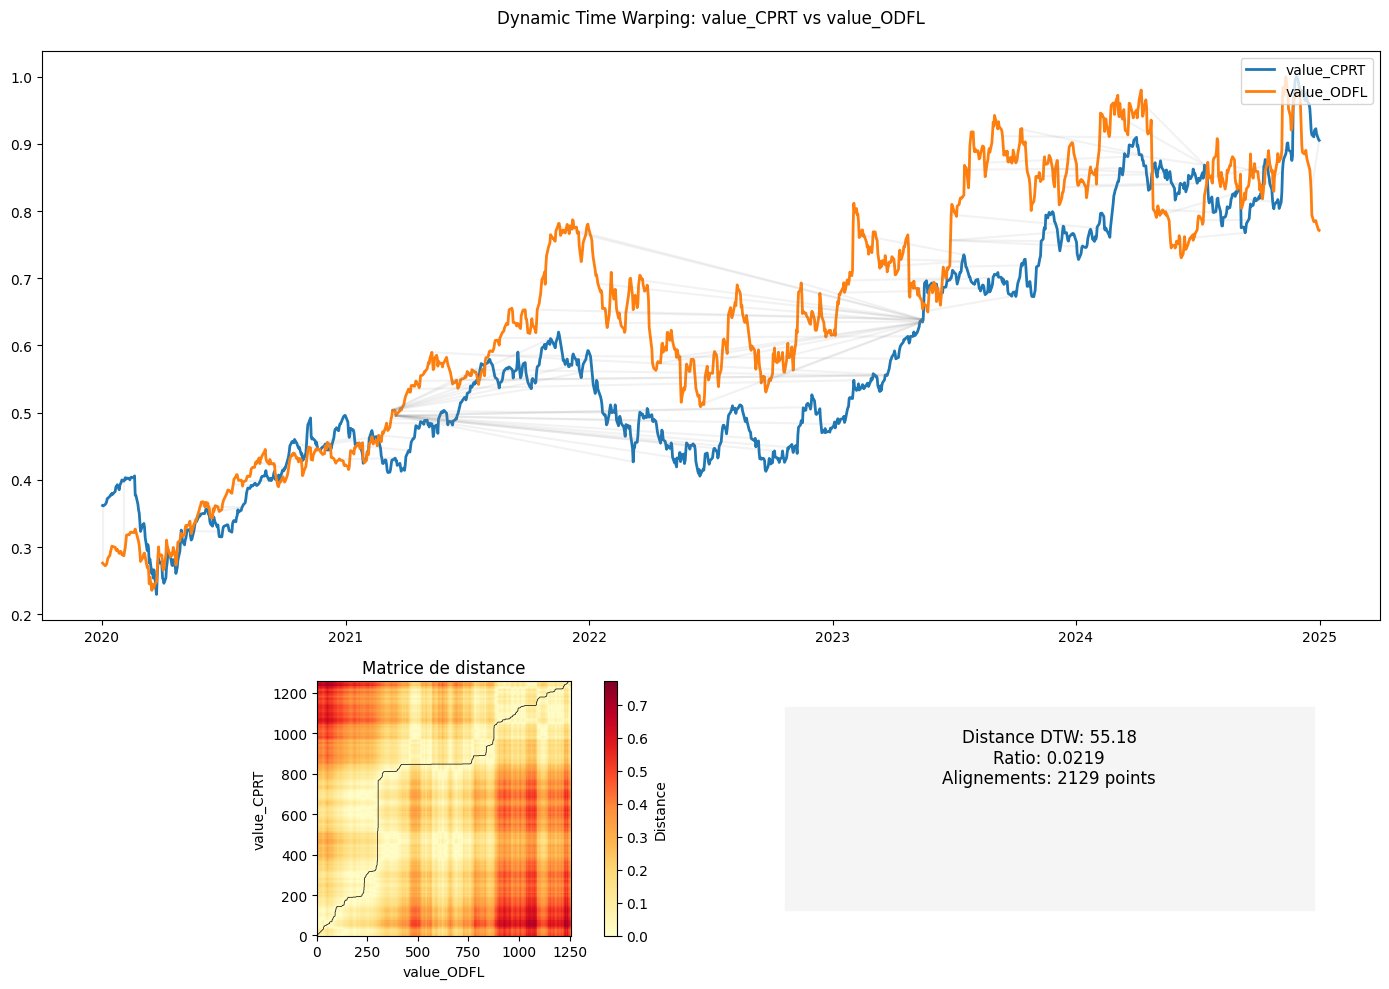 Dynamic Time Warping: value_CPRT vs value_ODFL
value_CPRT
value_ODFL
1.0
0.9
0.8
0.7
0.6
0.5
0.4
0.3
0.2
2020 2021 2022 2023 2024 2025
Matrice de distance
value_CPRT
1200
1000
800
600
400
200
0
0 250 500 750 1000 1250
value_ODFL
0.7
0.6
0.5
0.4
0.3
0.2
0.1
0.0
Distance
Distance DTW: 55.18
Ratio: 0.0219
Alignements: 2129 points